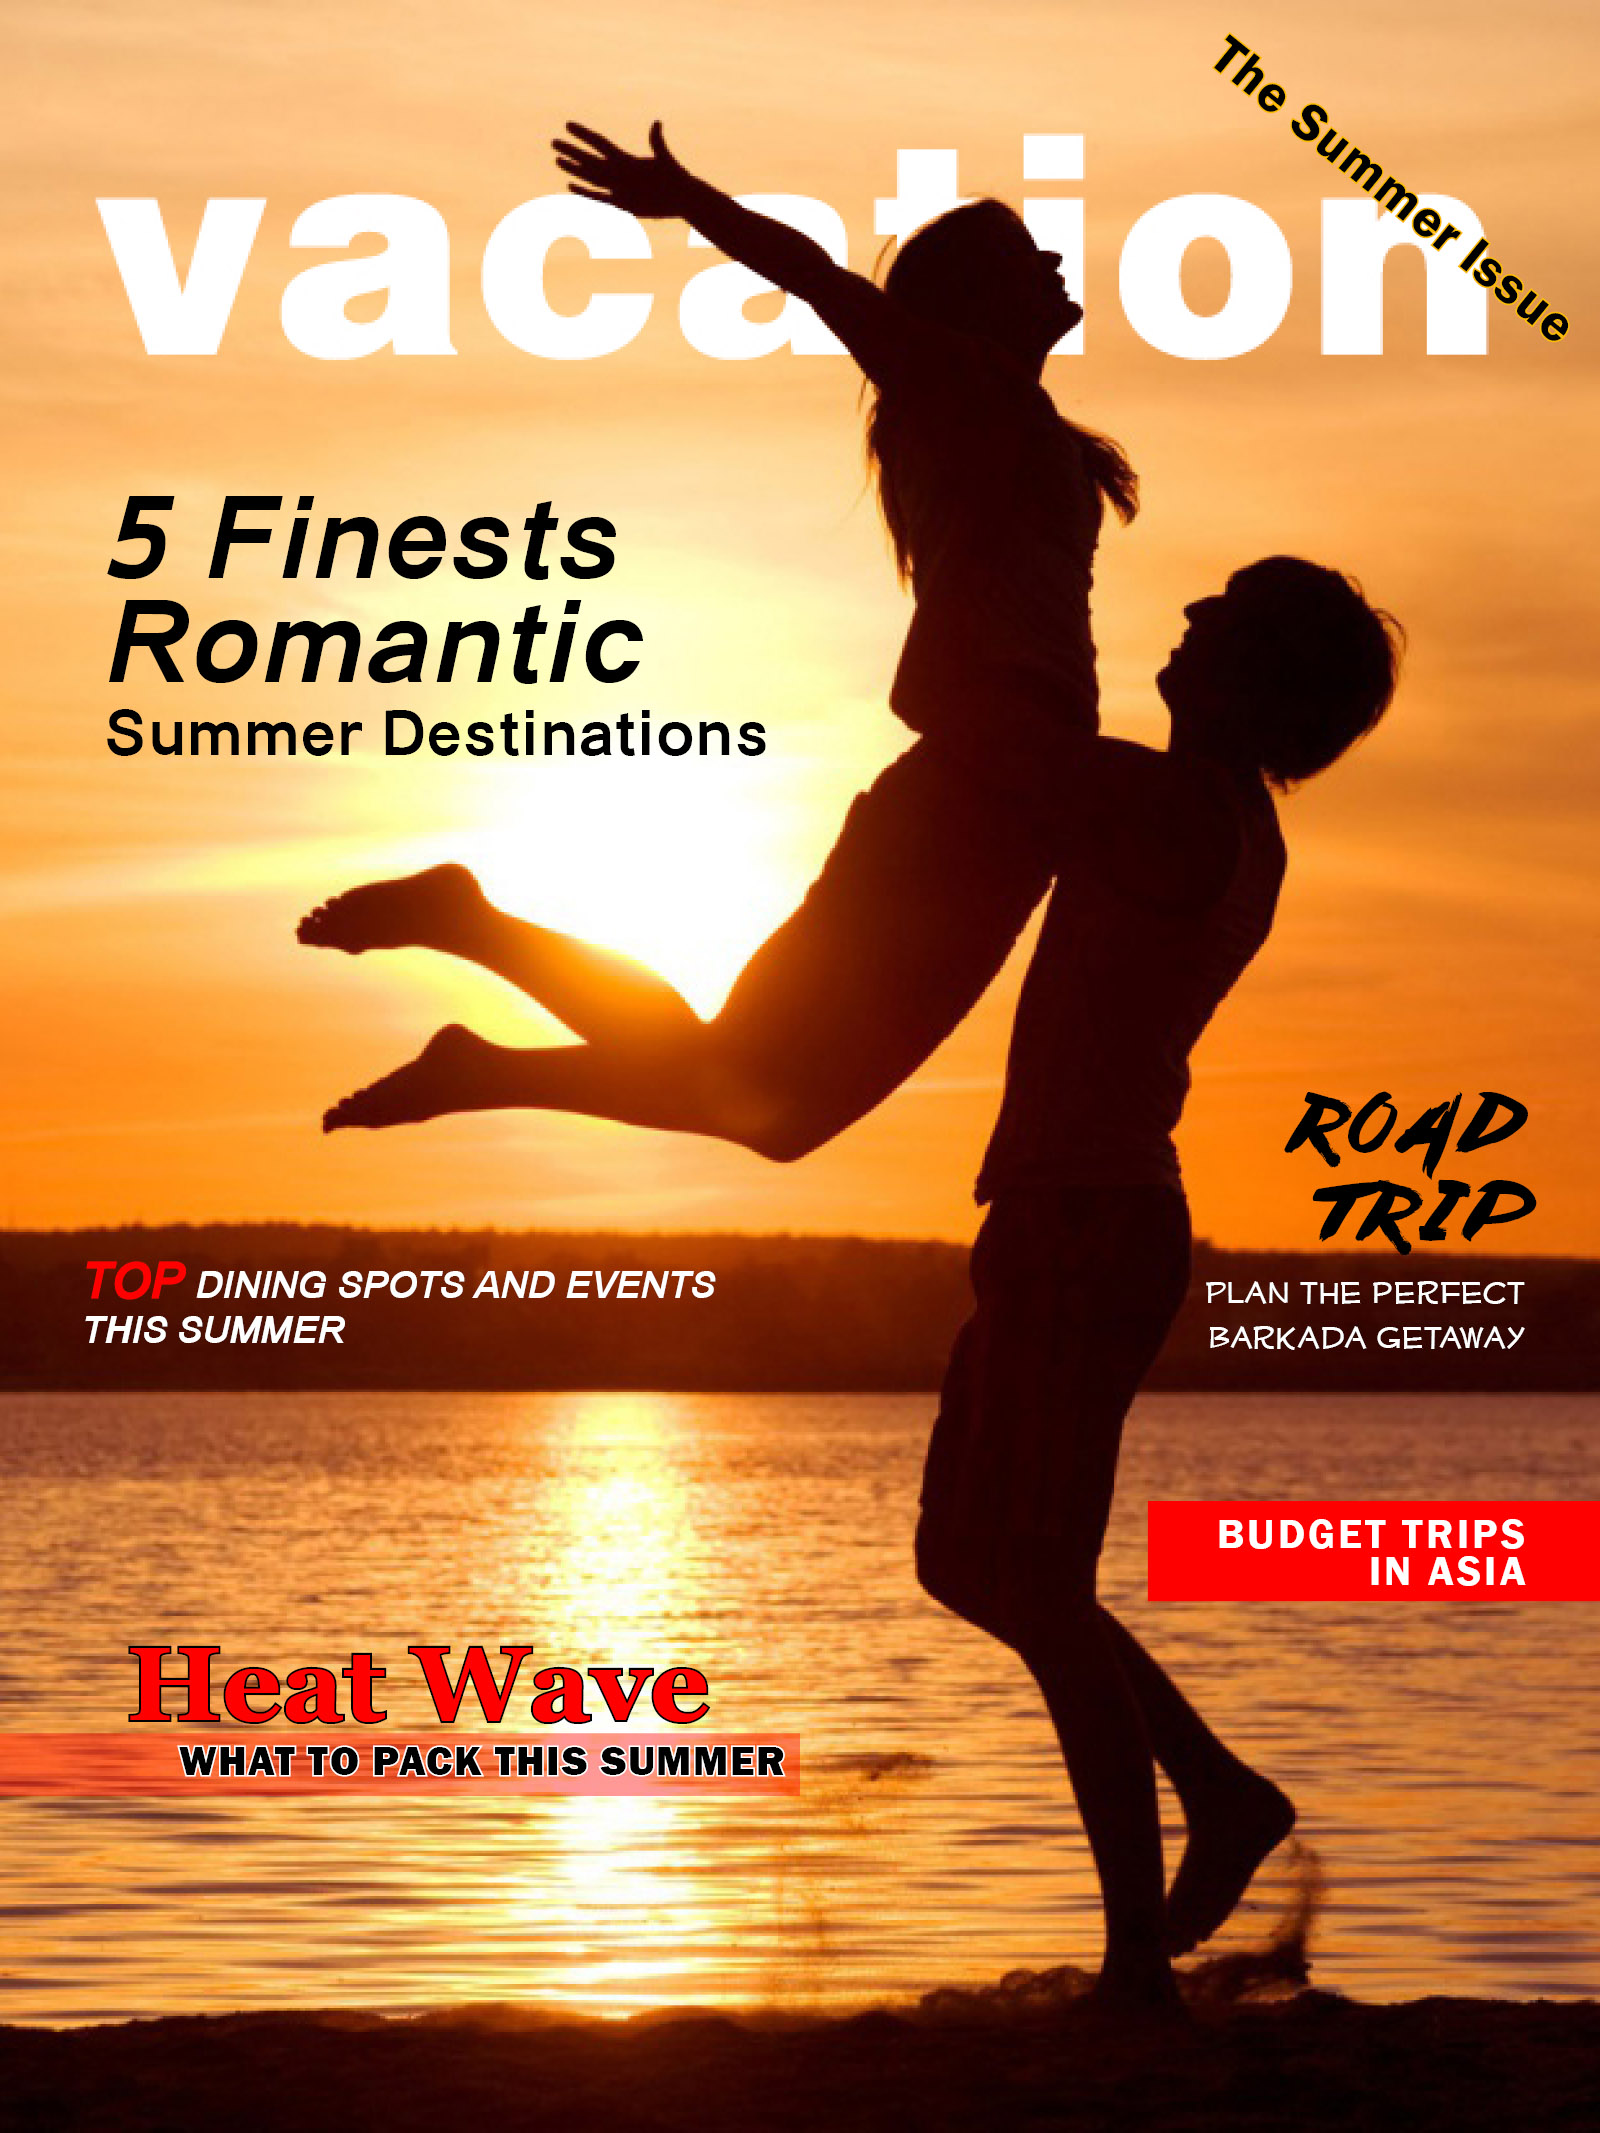 The Summer Issue
vacation
5 Finests
Romantic
Summer Destinations
ROAD
TRIP
PLAN THE PERFECT
BARKADA GETAWAY
TOP DINING SPOTS AND EVENTS
THIS SUMMER
BUDGET TRIPS
IN ASIA
Heat Wave
WHAT TO PACK THIS SUMMER